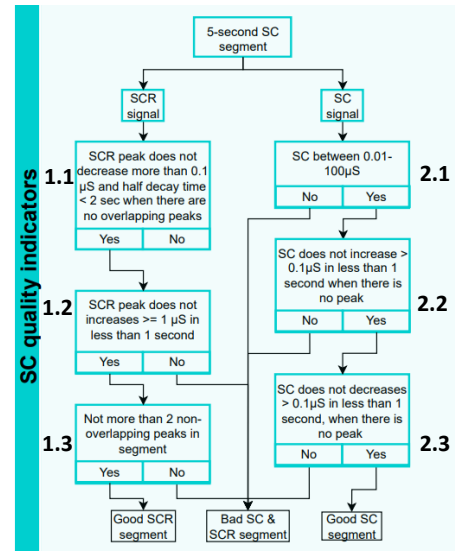 SC quality indicators
5-second SC
segment
SCR
signal
SC
signal
1.1
SCR peak does not
decrease more than 0.1
µS and half decay time
< 2 sec when there are
no overlapping peaks
Yes
No
1.2
SCR peak does not
increases >= 1 µS in
less than 1 second
Yes
No
1.3
Not more than 2 non-
overlapping peaks in
segment
Yes
No
2.1
SC between 0.01-
100µS
No
Yes
2.2
SC does not increase >
0.1µS in less than 1
second when there is
no peak
No
Yes
2.3
SC does not decreases
> 0.1µS in less than 1
second, when there is
no peak
No
Yes
Good SCR
segment
Bad SC &
SCR segment
Good SC
segment